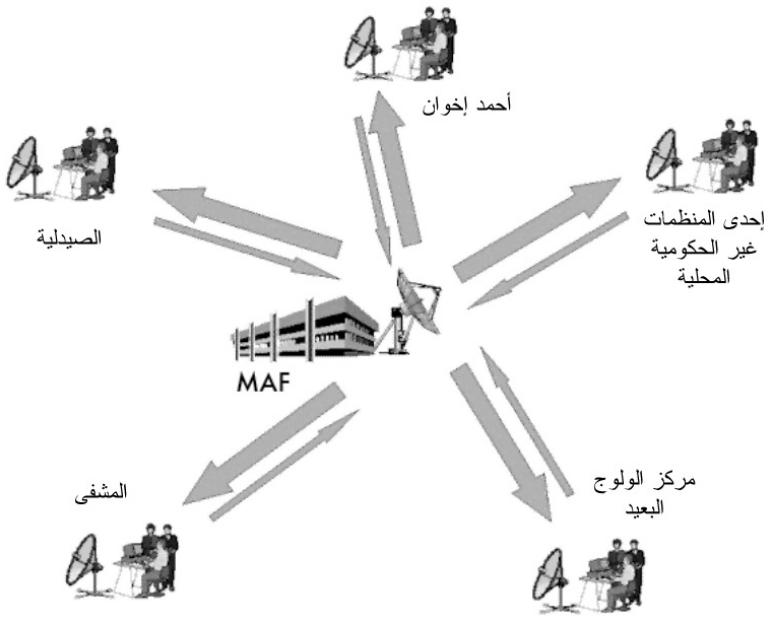 أحمد إخوان
إحدى المنظمات
غير الحكومية
المحلية
الصيدلية
MAF
المشفى
مركز الولوج
البعيد